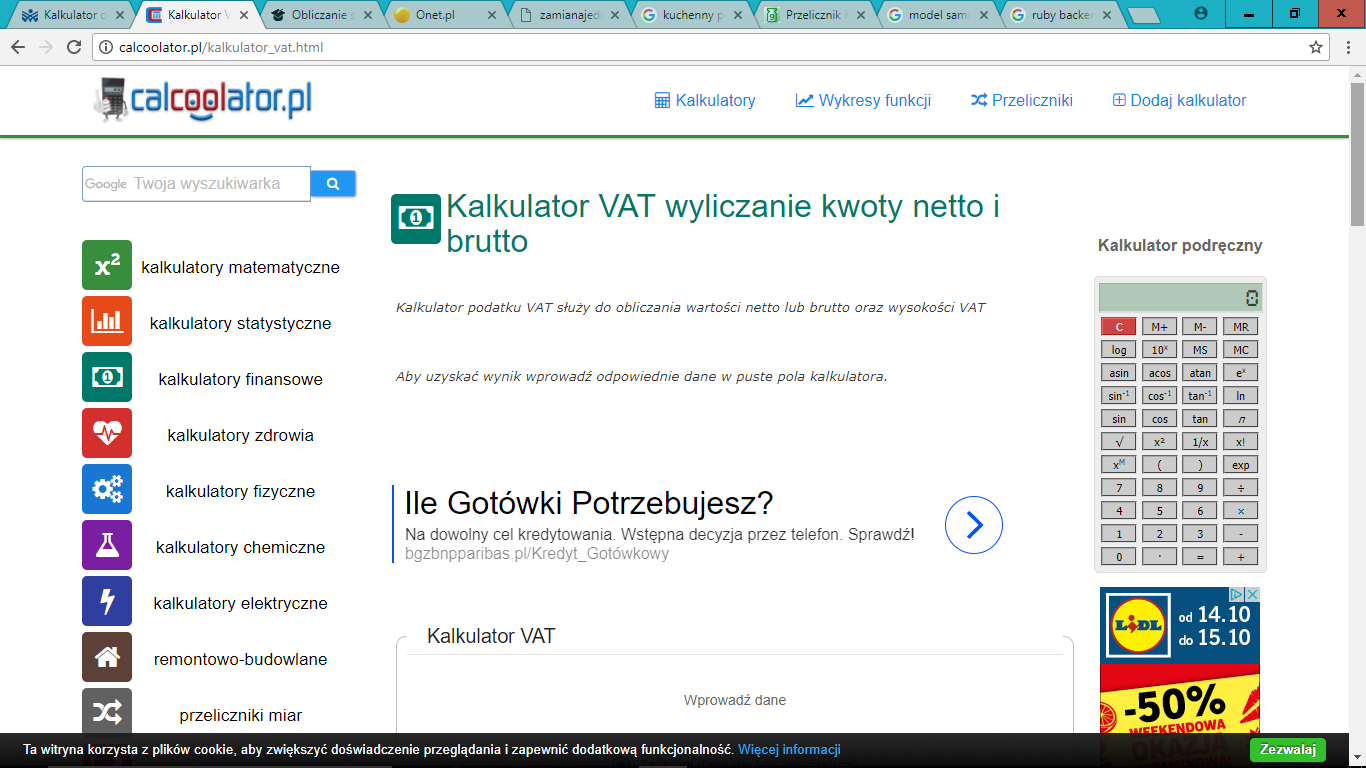 Kalkulator
Kalkulator V
Obliczanie
Onet.pl
zamianajed
kuchenny p
Przelicznik
model samo
ruby backe
calcoolator.pl/kalkulator_vat.html
calcoolator.pl
Kalkulatory
Wykresy funkcji
Przeliczniki
Dodaj kalkulator
Google Twoja wyszukiwarka
x²
kalkulatory matematyczne
kalkulatory statystyczne
kalkulatory finansowe
kalkulatory zdrowia
kalkulatory fizyczne
kalkulatory chemiczne
kalkulatory elektryczne
remontowo-budowlane
przeliczniki miar
Kalkulator VAT wyliczanie kwoty netto i
brutto
Kalkulator podatku VAT służy do obliczania wartości netto lub brutto oraz wysokości VAT
Aby uzyskać wynik wprowadź odpowiednie dane w puste pola kalkulatora.
Ile Gotówki Potrzebujesz?
Na dowolny cel kredytowania. Wstępna decyzja przez telefon. Sprawdź!
bgzbnpparibas.pl/Kredyt_Gotówkowy
Kalkulator VAT
Wprowadź dane
Kalkulator podręczny
0
C M+ M- MR
log 10ˣ MS MC
asin acos atan eˣ
sin⁻¹ cos⁻¹ tan⁻¹ ln
sin cos tan π
√ x² 1/x x!
xᴹ ( ) exp
7 8 9 ÷
4 5 6 ×
1 2 3 -
0 · = +
LIDL
od 14.10
do 15.10
-50%
WEEKENDOWA
OKAZJA
Ta witryna korzysta z plików cookie, aby zwiększyć doświadczenie przeglądania i zapewnić dodatkową funkcjonalność. Więcej informacji
Zezwalaj